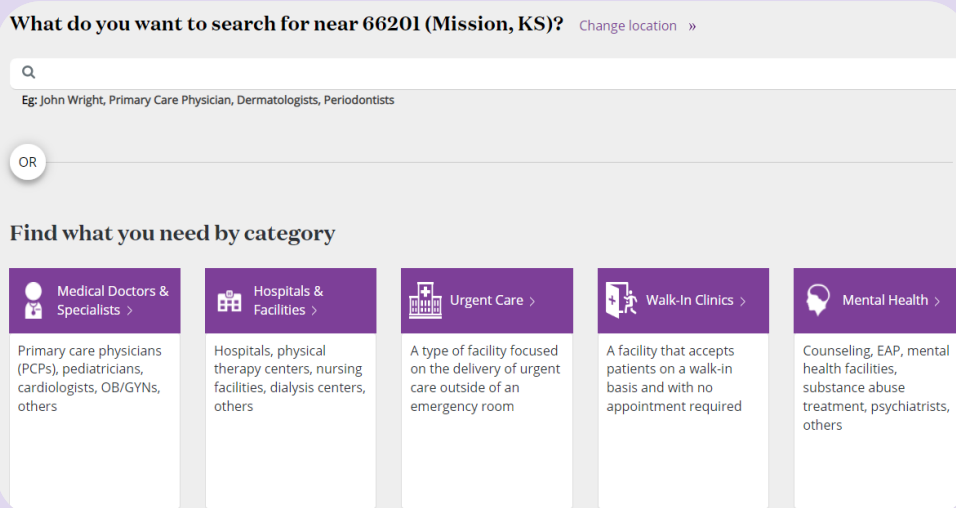 What do you want to search for near 66201 (Mission, KS)? Change location »
Eg: John Wright, Primary Care Physician, Dermatologists, Periodontists
OR
Find what you need by category
Medical Doctors &
Specialists >
Primary care physicians
(PCPs), pediatricians,
cardiologists, OB/GYNs,
others
Hospitals &
Facilities >
Hospitals, physical
therapy centers, nursing
facilities, dialysis centers,
others
Urgent Care >
A type of facility focused
on the delivery of urgent
care outside of an
emergency room
Walk-In Clinics >
A facility that accepts
patients on a walk-in
basis and with no
appointment required
Mental Health >
Counseling, EAP, mental
health facilities,
substance abuse
treatment, psychiatrists,
others